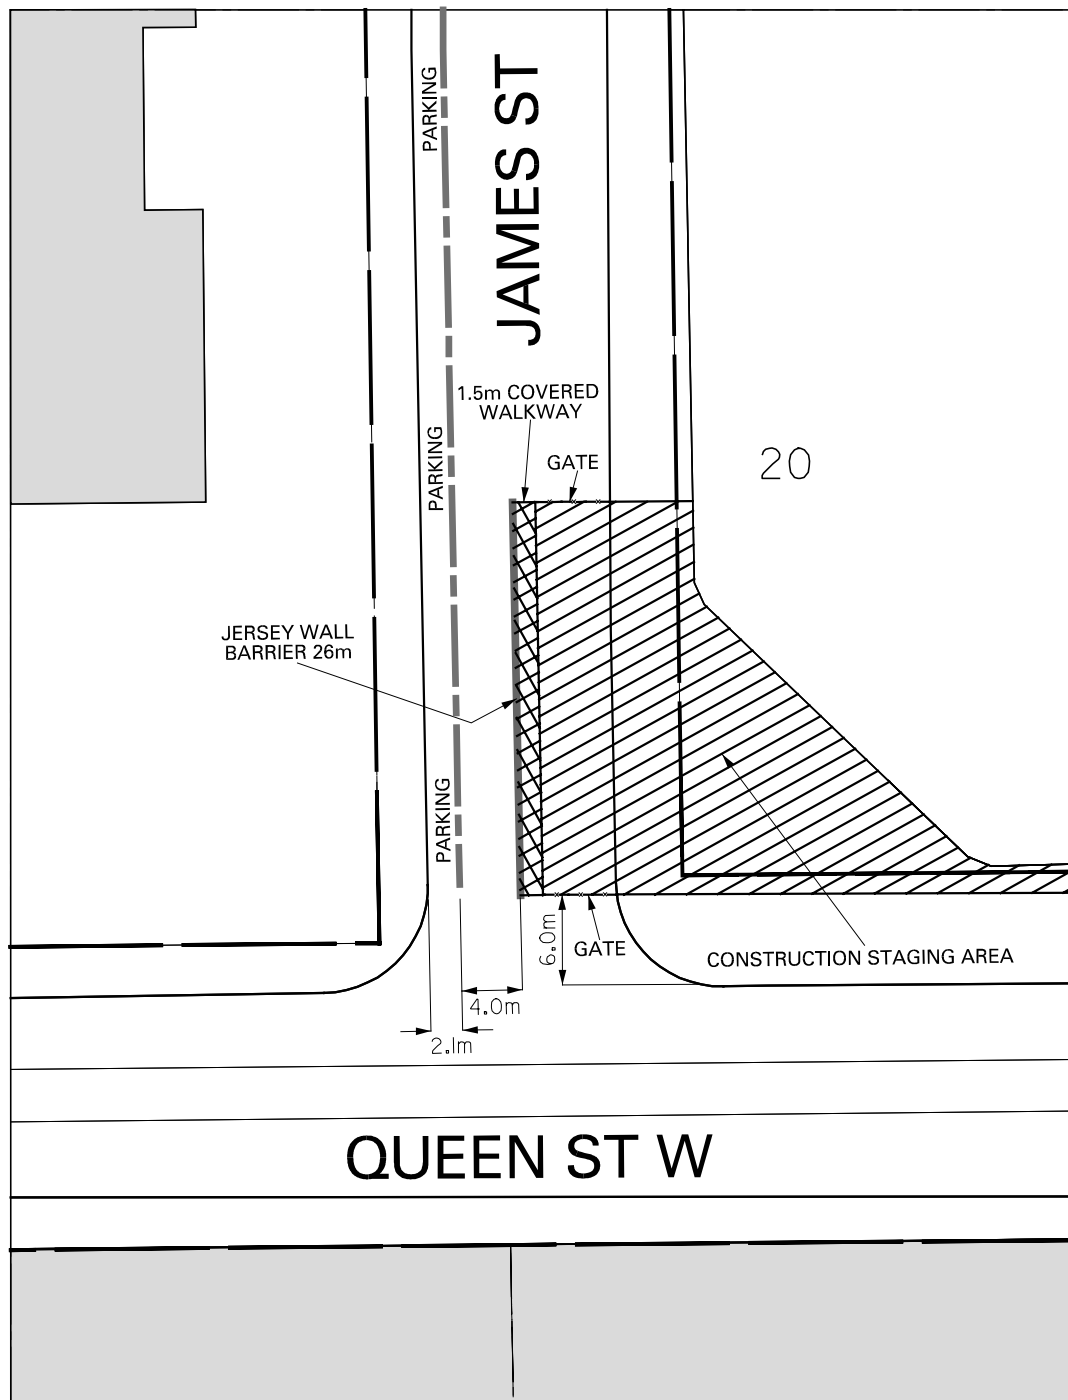 PARKING
JAMES ST
1.5m COVERED
WALKWAY
PARKING
GATE
20
JERSEY WALL
BARRIER 26m
PARKING
6.0m
GATE
CONSTRUCTION STAGING AREA
4.0m
2.1m
QUEEN ST W